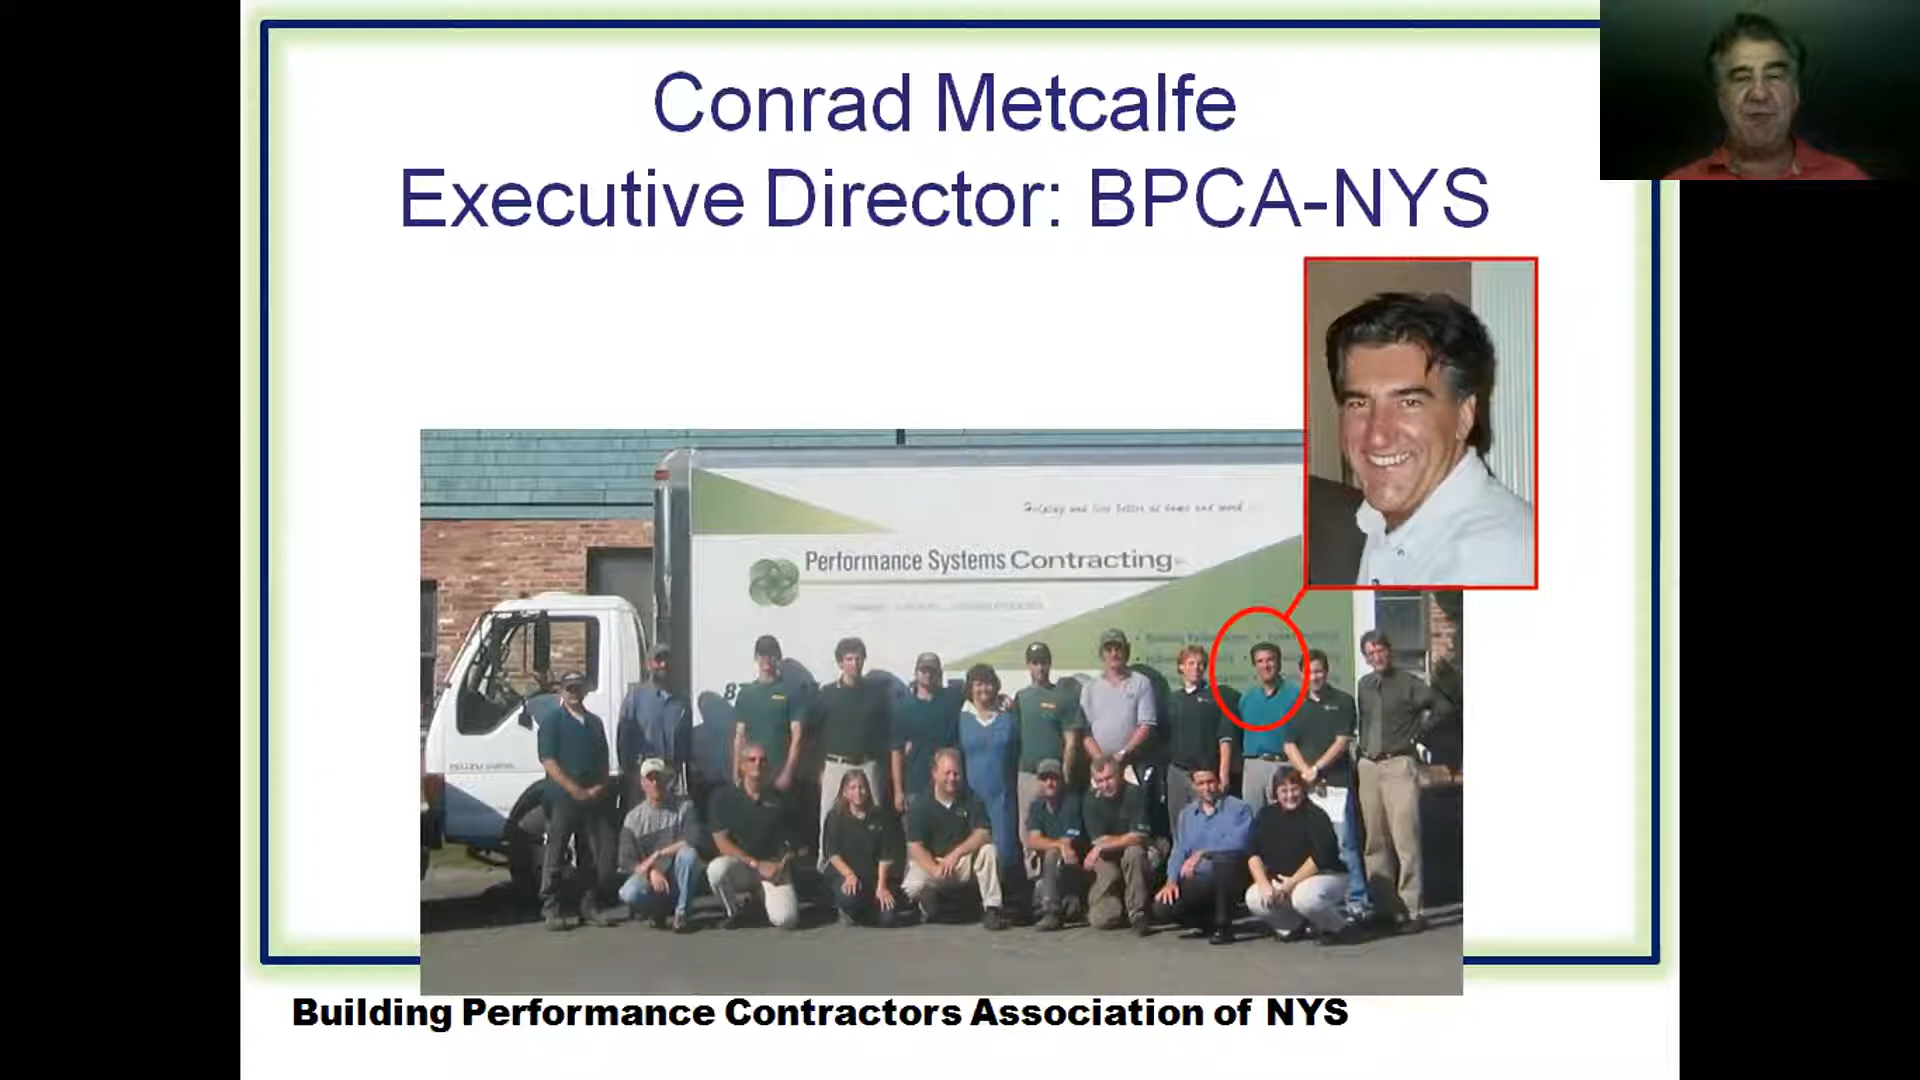 Conrad Metcalfe
Executive Director: BPCA-NYS
Performance Systems Contracting
Building Performance Contractors Association of NYS